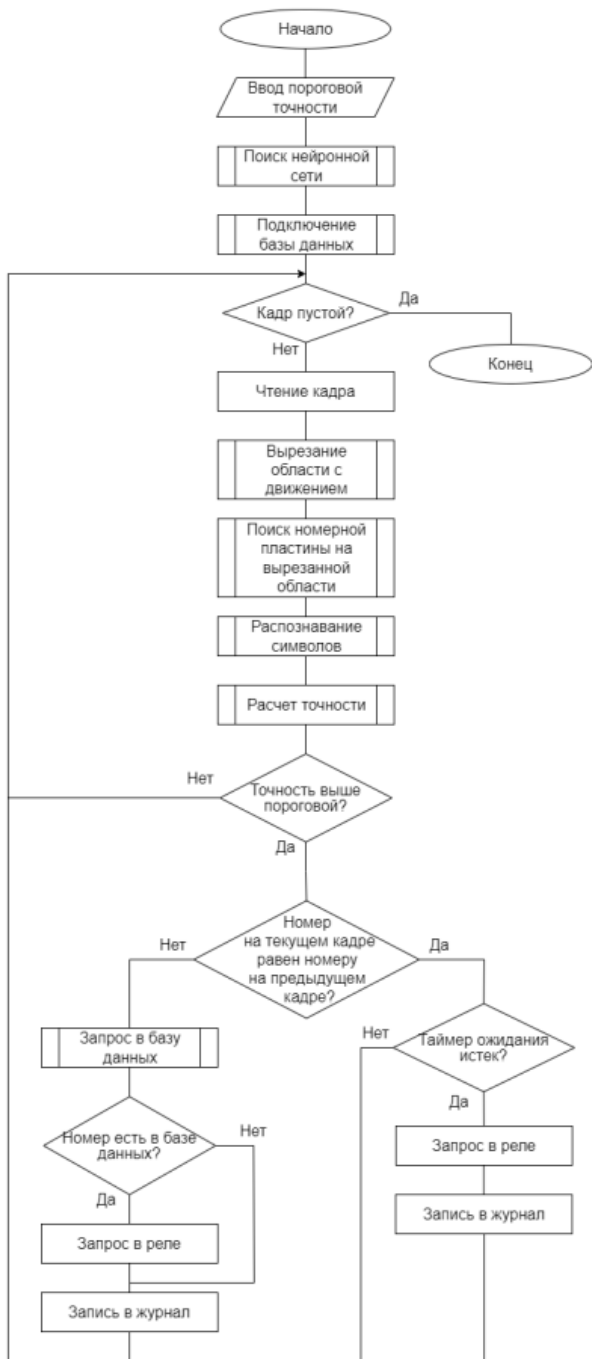 Начало
Ввод пороговой
точности
Поиск нейронной
сети
Подключение
базы данных
Кадр пустой?
Да
Нет
Конец
Чтение кадра
Вырезание
области с
движением
Поиск номерной
пластины на
вырезанной
области
Распознавание
символов
Расчет точности
Нет
Точность выше
пороговой?
Да
Номер
на текущем кадре
равен номеру
на предыдущем
кадре?
Нет
Да
Запрос в базу
данных
Нет
Таймер ожидания
истек?
Да
Номер есть в базе
данных?
Нет
Да
Запрос в реле
Запись в журнал
Запрос в реле
Запись в журнал